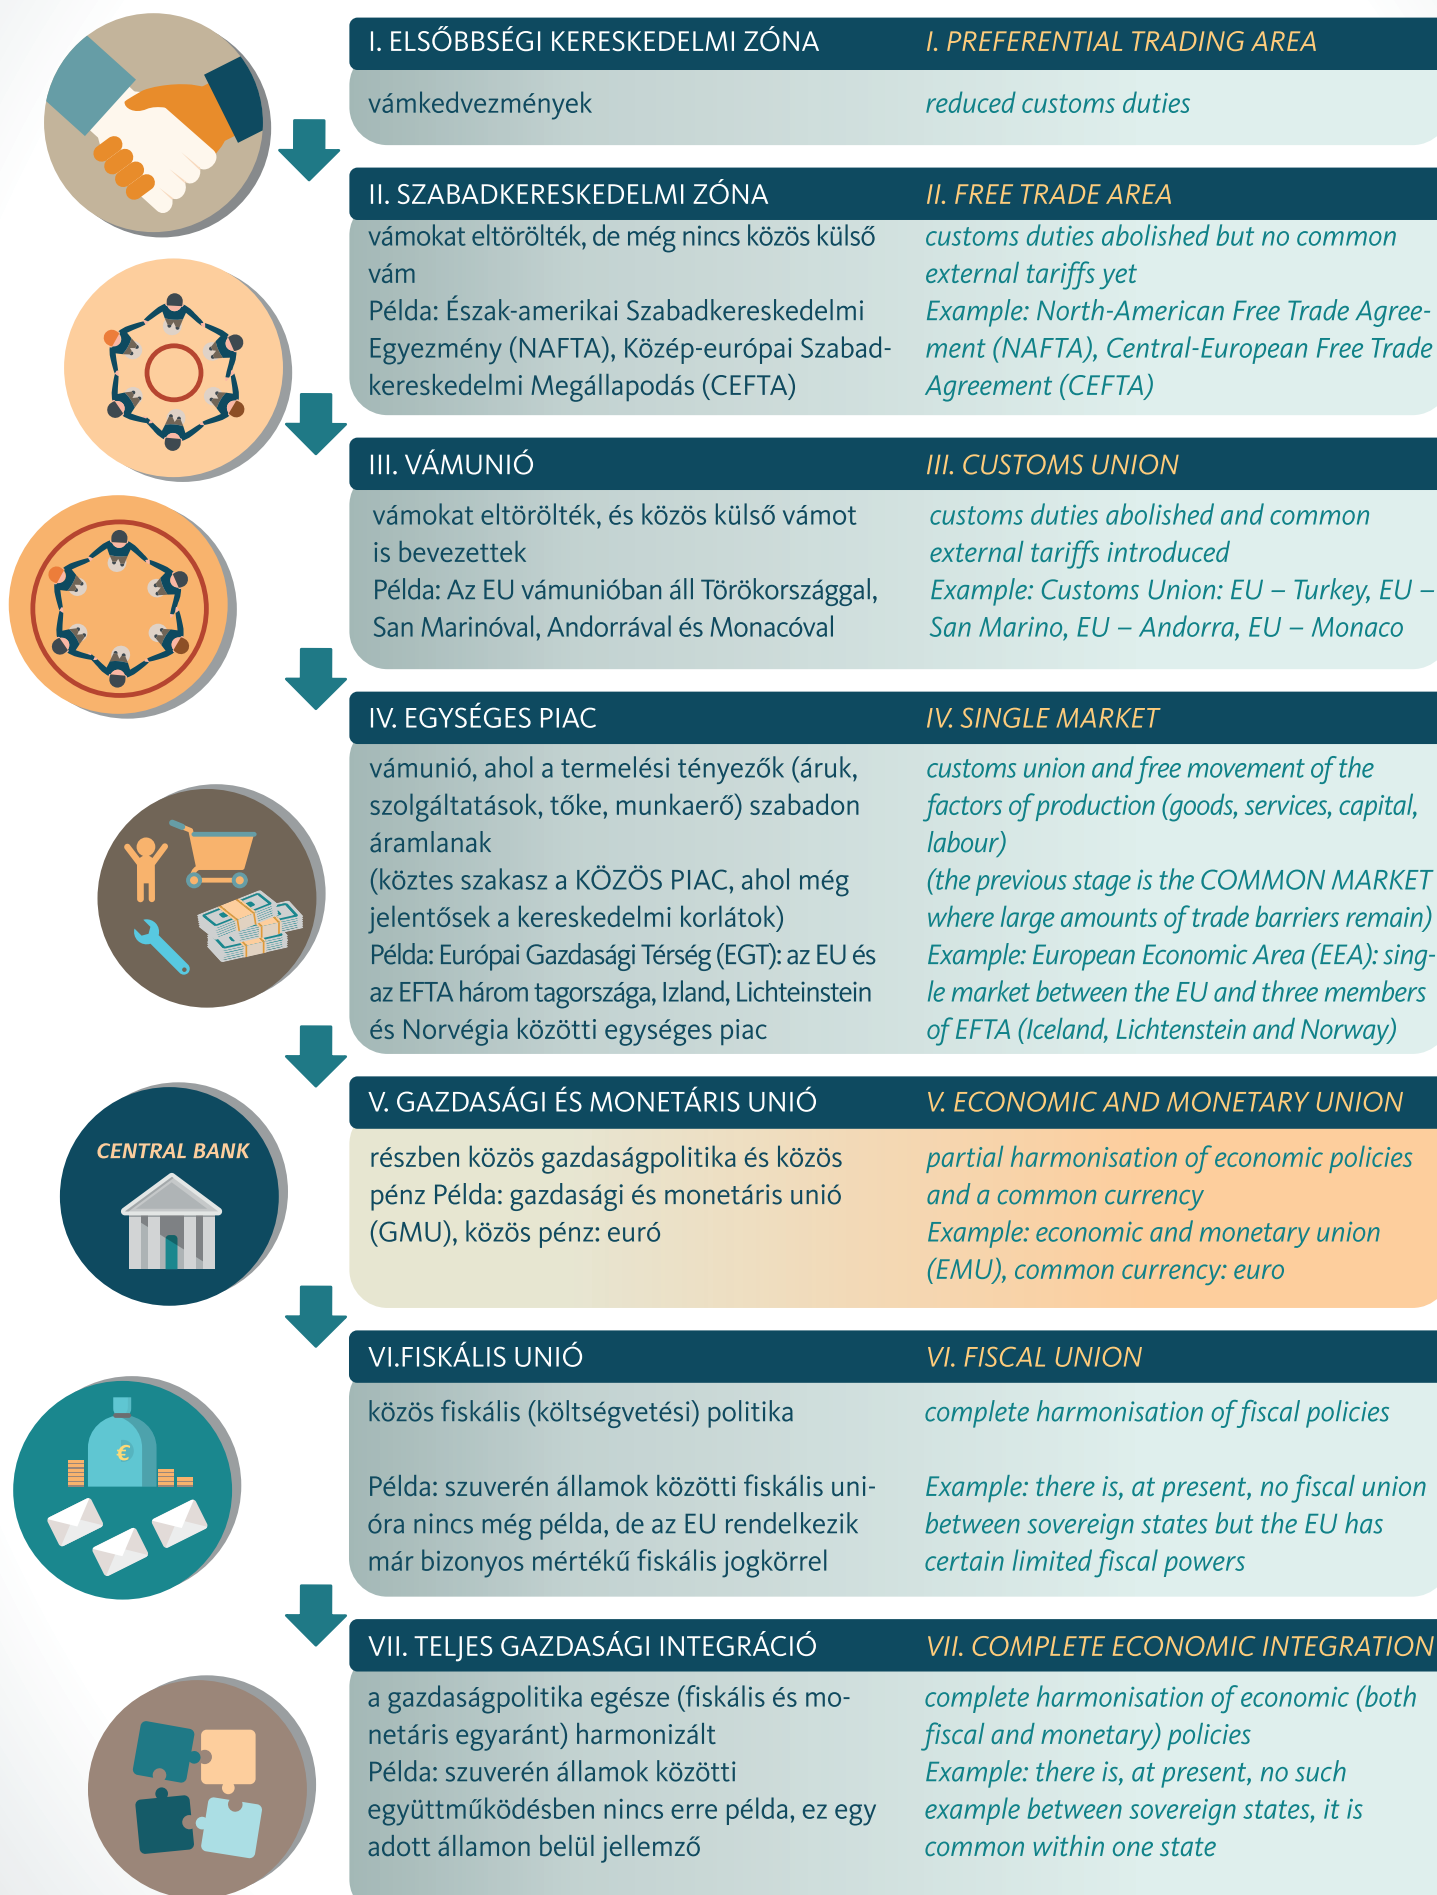 I. ELSŐBBSÉGI KERESKEDELMI ZÓNA
I. PREFERENTIAL TRADING AREA
vámkedvezmények
reduced customs duties
II. SZABADKERESKEDELMI ZÓNA
II. FREE TRADE AREA
vámokat eltörölték, de még nincs közös külső
vám
Példa: Észak-amerikai Szabadkereskedelmi
Egyezmény (NAFTA), Közép-európai Szabad-
kereskedelmi Megállapodás (CEFTA)
customs duties abolished but no common
external tariffs yet
Example: North-American Free Trade Agree-
ment (NAFTA), Central-European Free Trade
Agreement (CEFTA)
III. VÁMUNIÓ
III. CUSTOMS UNION
vámokat eltörölték, és közös külső vámot
is bevezettek
Példa: Az EU vámunióban áll Törökországgal,
San Marinóval, Andorrával és Monacóval
customs duties abolished and common
external tariffs introduced
Example: Customs Union: EU – Turkey, EU –
San Marino, EU – Andorra, EU – Monaco
IV. EGYSÉGES PIAC
IV. SINGLE MARKET
vámunió, ahol a termelési tényezők (áruk,
szolgáltatások, tőke, munkaerő) szabadon
áramlanak
(köztes szakasz a KÖZÖS PIAC, ahol még
jelentősek a kereskedelmi korlátok)
Példa: Európai Gazdasági Térség (EGT): az EU és
az EFTA három tagországa, Izland, Lichteinstein
és Norvégia közötti egységes piac
customs union and free movement of the
factors of production (goods, services, capital,
labour)
(the previous stage is the COMMON MARKET
where large amounts of trade barriers remain)
Example: European Economic Area (EEA): sing-
le market between the EU and three members
of EFTA (Iceland, Lichtenstein and Norway)
CENTRAL BANK
V. GAZDASÁGI ÉS MONETÁRIS UNIÓ
V. ECONOMIC AND MONETARY UNION
részben közös gazdaságpolitika és közös
pénz Példa: gazdasági és monetáris unió
(GMU), közös pénz: euró
partial harmonisation of economic policies
and a common currency
Example: economic and monetary union
(EMU), common currency: euro
VI.FISKÁLIS UNIÓ
VI. FISCAL UNION
€
közös fiskális (költségvetési) politika
Példa: szuverén államok közötti fiskális uni-
óra nincs még példa, de az EU rendelkezik
már bizonyos mértékű fiskális jogkörrel
complete harmonisation of fiscal policies
Example: there is, at present, no fiscal union
between sovereign states but the EU has
certain limited fiscal powers
VII. TELJES GAZDASÁGI INTEGRÁCIÓ
VII. COMPLETE ECONOMIC INTEGRATION
a gazdaságpolitika egésze (fiskális és mo-
netáris egyaránt) harmonizált
Példa: szuverén államok közötti
együttműködésben nincs erre példa, ez egy
adott államon belül jellemző
complete harmonisation of economic (both
fiscal and monetary) policies
Example: there is, at present, no such
example between sovereign states, it is
common within one state